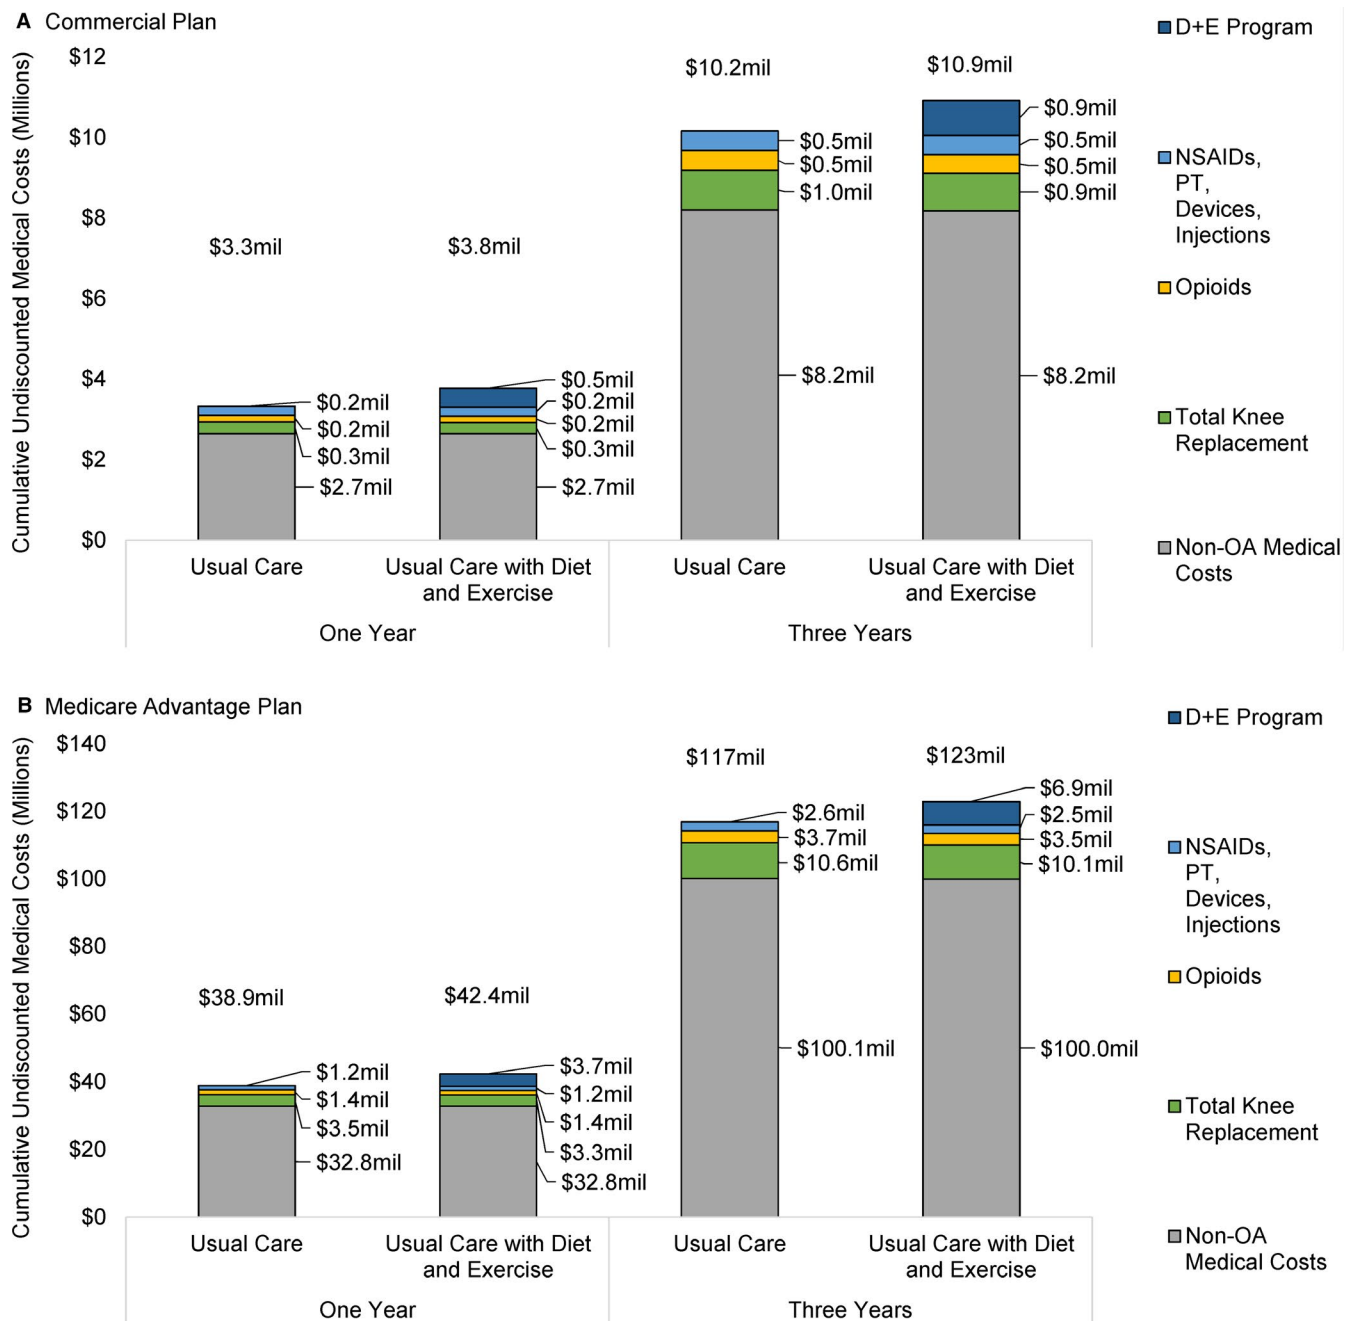 A Commercial Plan
Cumulative Undiscounted Medical Costs (Millions)
$12
$10
$8
$6
$4
$2
$0
$3.3mil
$3.8mil
$10.2mil
$10.9mil
$0.2mil
$0.2mil
$0.3mil
$2.7mil
$0.5mil
$0.2mil
$0.2mil
$0.3mil
$2.7mil
$0.5mil
$0.5mil
$1.0mil
$8.2mil
$0.9mil
$0.5mil
$0.5mil
$0.9mil
$8.2mil
Usual Care
Usual Care with Diet
and Exercise
Usual Care
Usual Care with Diet
and Exercise
One Year
Three Years
D+E Program
NSAIDs,
PT,
Devices,
Injections
Opioids
Total Knee
Replacement
Non-OA Medical
Costs
B Medicare Advantage Plan
Cumulative Undiscounted Medical Costs (Millions)
$140
$120
$100
$80
$60
$40
$20
$0
$38.9mil
$42.4mil
$117mil
$123mil
$1.2mil
$1.4mil
$3.5mil
$32.8mil
$3.7mil
$1.2mil
$1.4mil
$3.3mil
$32.8mil
$2.6mil
$3.7mil
$10.6mil
$100.1mil
$6.9mil
$2.5mil
$3.5mil
$10.1mil
$100.0mil
Usual Care
Usual Care with Diet
and Exercise
Usual Care
Usual Care with Diet
and Exercise
One Year
Three Years
D+E Program
NSAIDs,
PT,
Devices,
Injections
Opioids
Total Knee
Replacement
Non-OA
Medical Costs